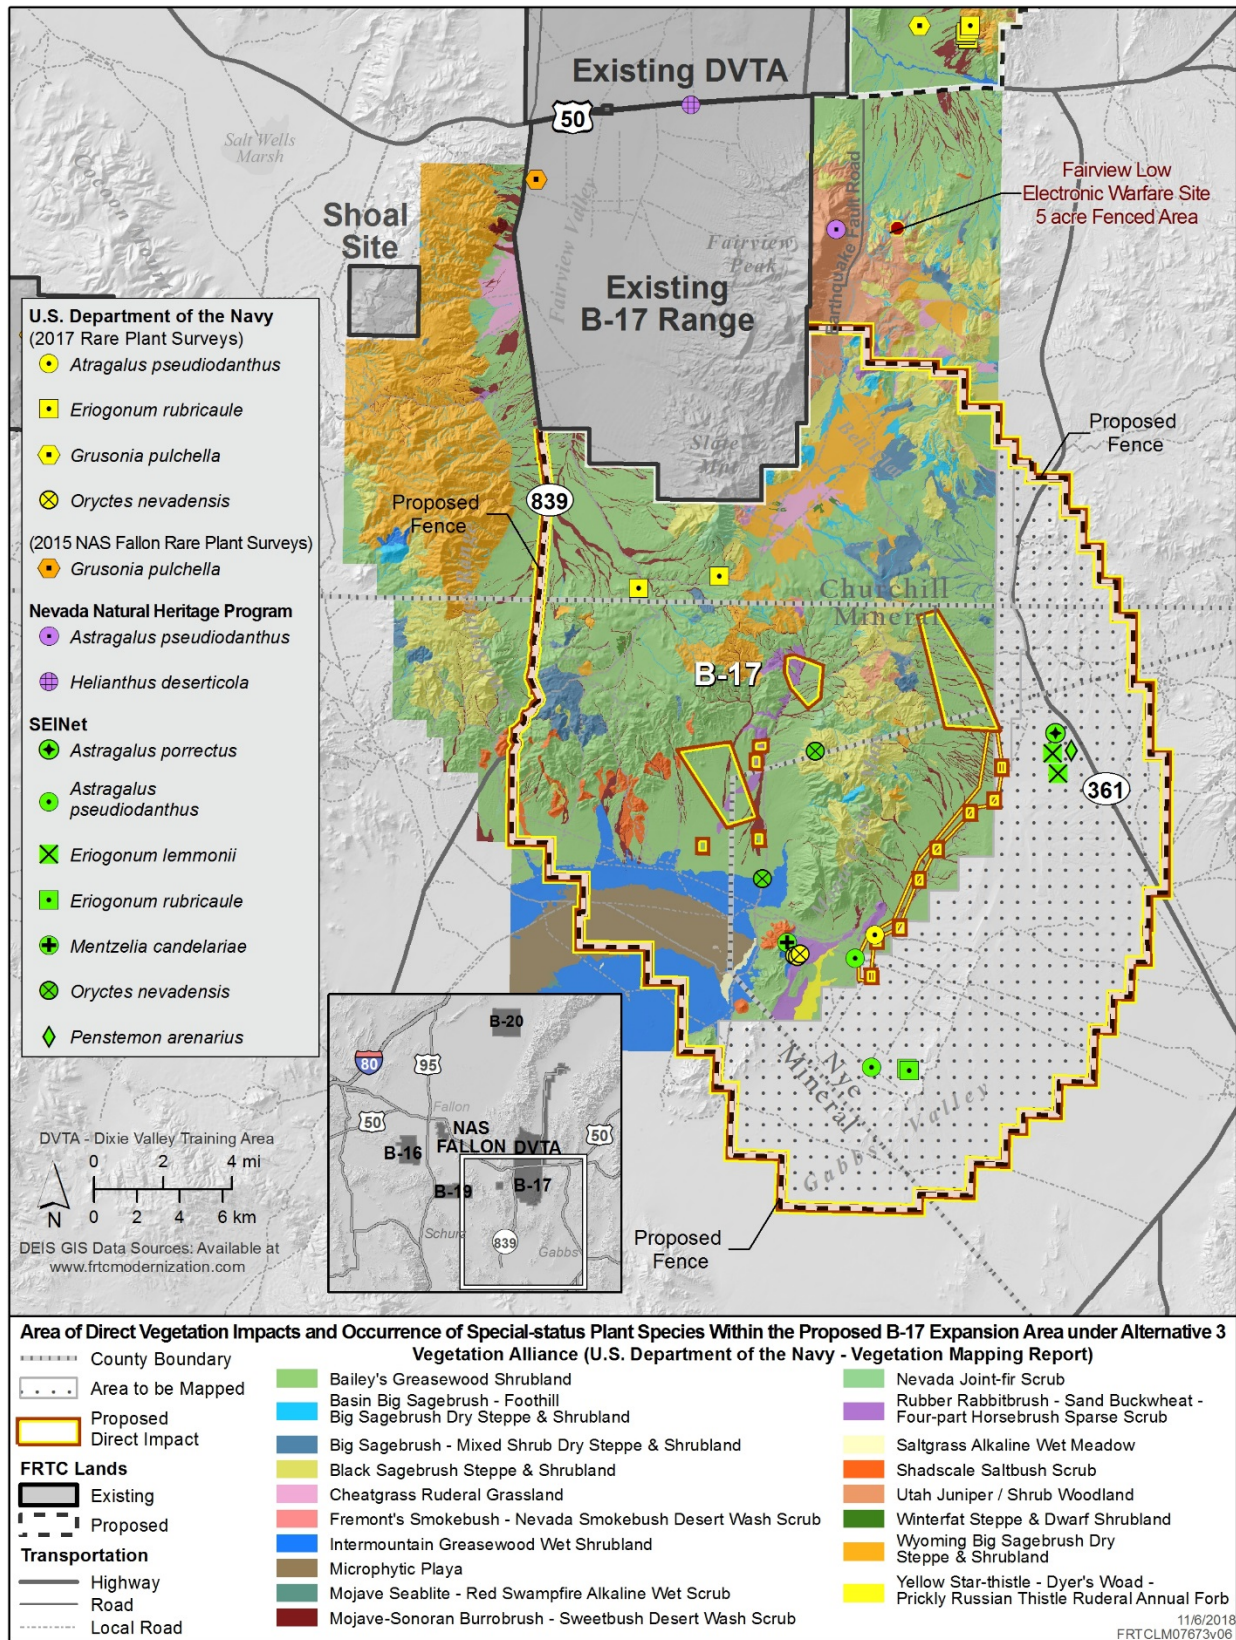 Existing DVTA
50
Salt Wells
Marsh
Cocoon Mountains
Fairview Low
Electronic Warfare Site
5 acre Fenced Area
Earthquake Fault Road
Shoal
Site
Fairview Valley
Fairview
Peak
Existing
B-17 Range
Slate
Mtn
Proposed
Fence
839
Proposed
Fence
Churchill
Mineral
B-17
361
Nye
Mineral
Gabbs Valley
Proposed
Fence
U.S. Department of the Navy
(2017 Rare Plant Surveys)
Atragalus pseudiodanthus
Eriogonum rubricaule
Grusonia pulchella
Oryctes nevadensis
(2015 NAS Fallon Rare Plant Surveys)
Grusonia pulchella
Nevada Natural Heritage Program
Astragalus pseudiodanthus
Helianthus deserticola
SEINet
Astragalus porrectus
Astragalus
pseudiodanthus
Eriogonum lemmonii
Eriogonum rubricaule
Mentzelia candelariae
Oryctes nevadensis
Penstemon arenarius
B-20
80
95
Fallon
50
NAS
FALLON
DVTA
50
B-16
B-19
B-17
Schurz
839
Gabbs
DVTA - Dixie Valley Training Area
0 2 4 mi
0 2 4 6 km
N
DEIS GIS Data Sources: Available at
www.frtcmodernization.com
Area of Direct Vegetation Impacts and Occurrence of Special-status Plant Species Within the Proposed B-17 Expansion Area under Alternative 3
County Boundary
Area to be Mapped
Proposed
Direct Impact
FRTC Lands
Existing
Proposed
Transportation
Highway
Road
Local Road
Vegetation Alliance (U.S. Department of the Navy - Vegetation Mapping Report)
Bailey's Greasewood Shrubland
Basin Big Sagebrush - Foothill
Big Sagebrush Dry Steppe & Shrubland
Big Sagebrush - Mixed Shrub Dry Steppe & Shrubland
Black Sagebrush Steppe & Shrubland
Cheatgrass Ruderal Grassland
Fremont's Smokebush - Nevada Smokebush Desert Wash Scrub
Intermountain Greasewood Wet Shrubland
Microphytic Playa
Mojave Seablite - Red Swampfire Alkaline Wet Scrub
Mojave-Sonoran Burrobrush - Sweetbush Desert Wash Scrub
Nevada Joint-fir Scrub
Rubber Rabbitbrush - Sand Buckwheat -
Four-part Horsebrush Sparse Scrub
Saltgrass Alkaline Wet Meadow
Shadscale Saltbush Scrub
Utah Juniper / Shrub Woodland
Winterfat Steppe & Dwarf Shrubland
Wyoming Big Sagebrush Dry
Steppe & Shrubland
Yellow Star-thistle - Dyer's Woad -
Prickly Russian Thistle Ruderal Annual Forb
11/6/2018
FRTCLM07673v06